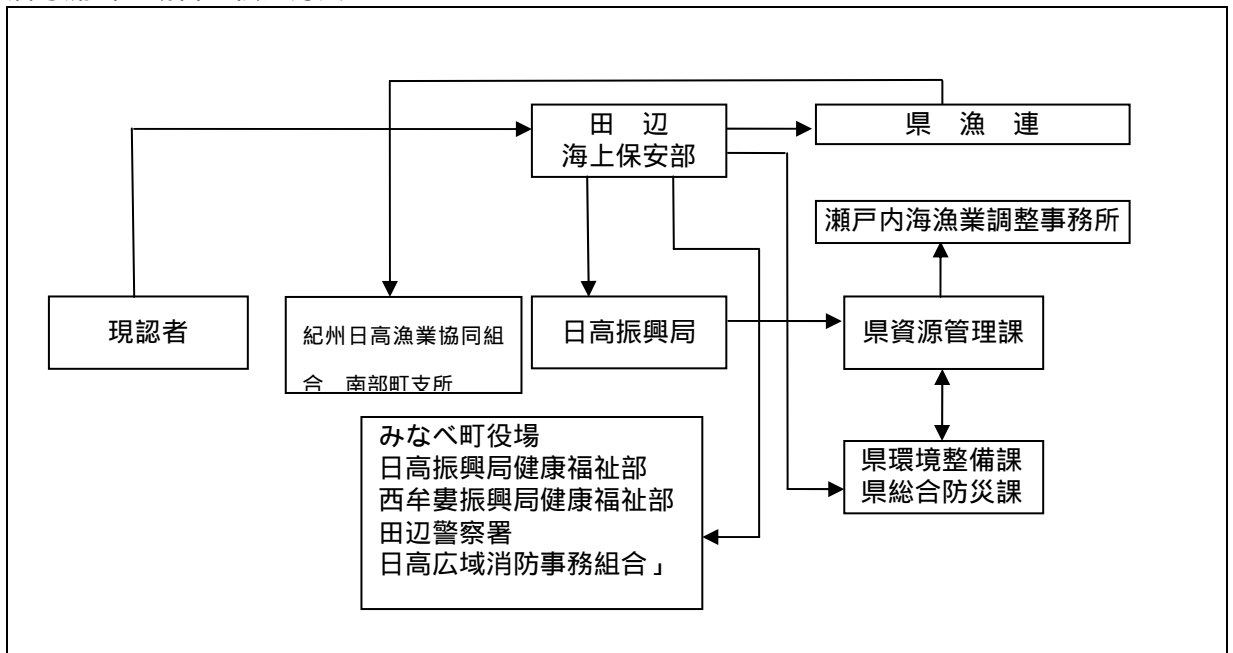 田　辺
海上保安部
県　漁　連
瀬戸内海漁業調整事務所
現認者
紀州日高漁業協同組
合　南部町支所
日高振興局
県資源管理課
みなべ町役場
日高振興局健康福祉部
西牟婁振興局健康福祉部
田辺警察署
日高広域消防事務組合」
県環境整備課
県総合防災課